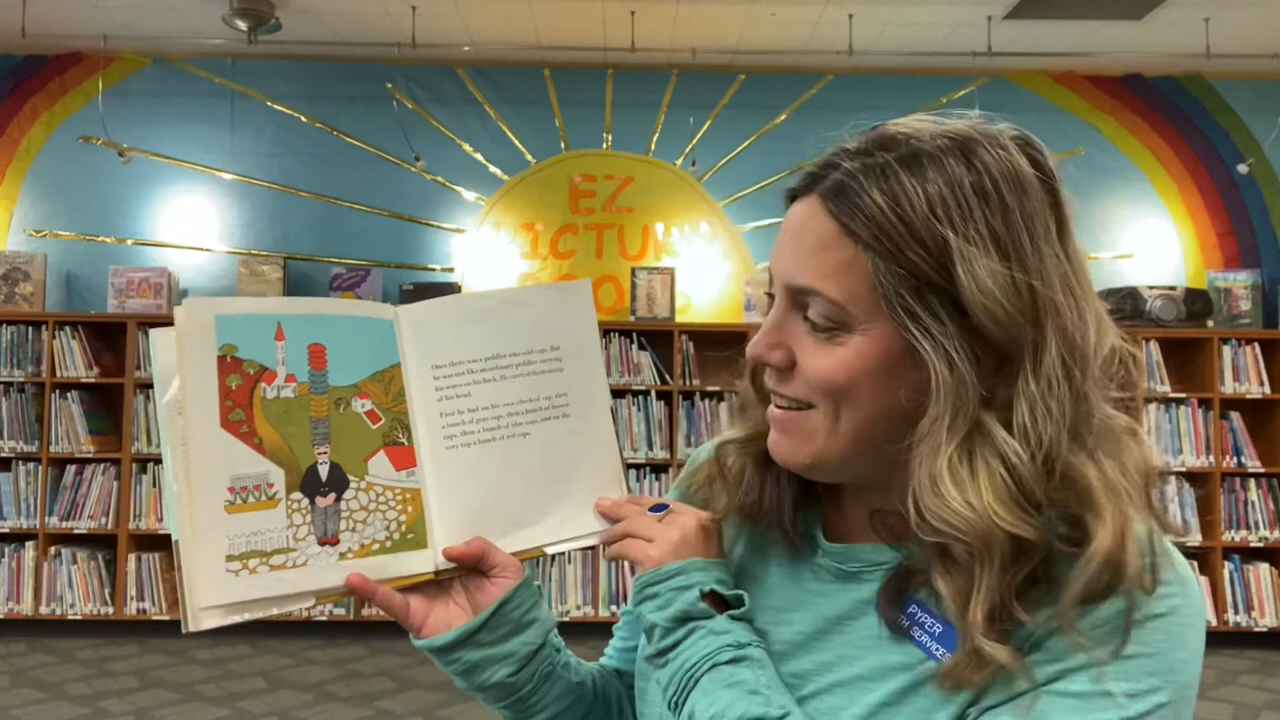 EZ
YEAR
Once there was a peddler who sold caps. But
he was not like an ordinary peddler carrying
his wares on his back. He carried them on top
of his head.
First he had on his own checked cap, then
a bunch of gray caps, then a bunch of brown
caps, then a bunch of blue caps, and on the
very top a bunch of red caps.
PYPER
TH SERVICES